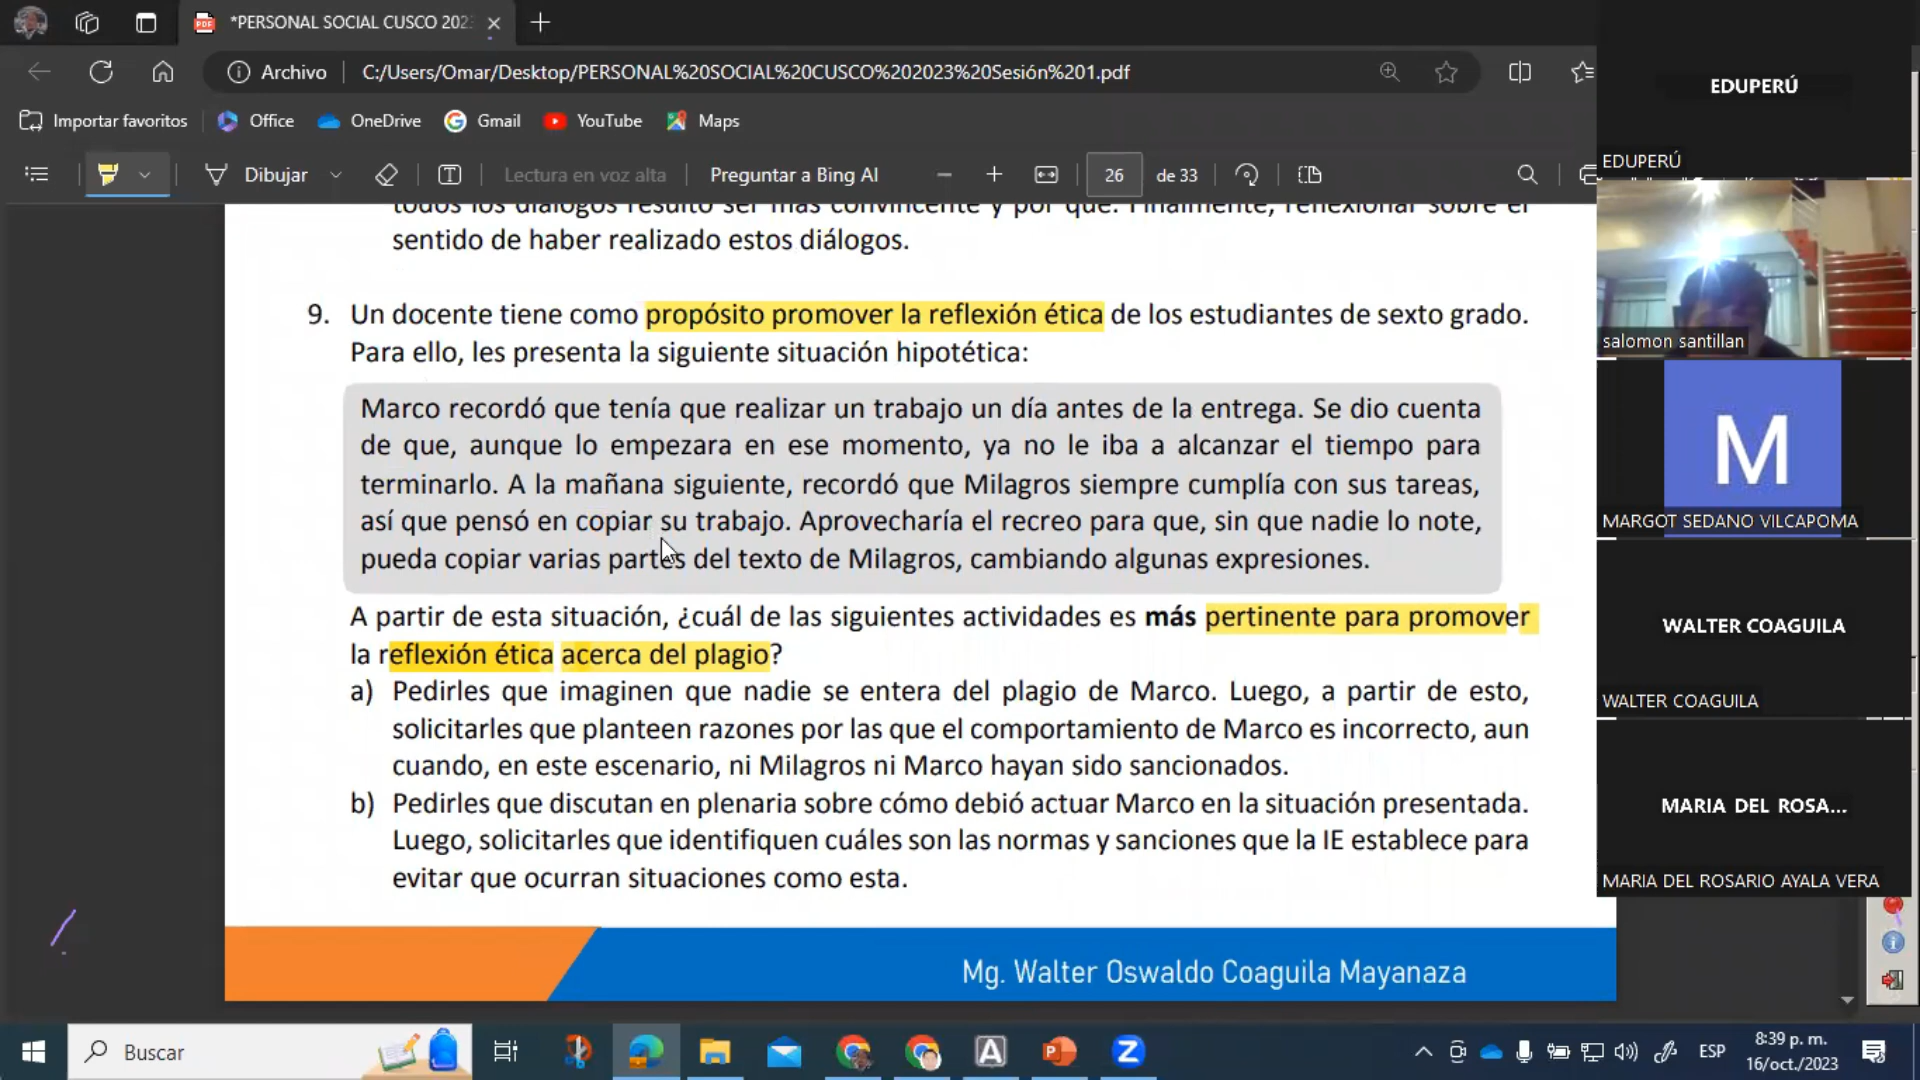 *PERSONAL SOCIAL CUSCO 202
Archivo C:/Users/Omar/Desktop/PERSONAL%20SOCIAL%20CUSCO%202023%20Sesión%201.pdf
Importar favoritos Office OneDrive Gmail YouTube Maps
Dibujar Lectura en voz alta Preguntar a Bing AI 26 de 33
todos los diálogos resultó ser más convincente y por qué. Finalmente, reflexionar sobre el
sentido de haber realizado estos diálogos.
9. Un docente tiene como propósito promover la reflexión ética de los estudiantes de sexto grado.
Para ello, les presenta la siguiente situación hipotética:
Marco recordó que tenía que realizar un trabajo un día antes de la entrega. Se dio cuenta
de que, aunque lo empezara en ese momento, ya no le iba a alcanzar el tiempo para
terminarlo. A la mañana siguiente, recordó que Milagros siempre cumplía con sus tareas,
así que pensó en copiar su trabajo. Aprovecharía el recreo para que, sin que nadie lo note,
pueda copiar varias partes del texto de Milagros, cambiando algunas expresiones.
A partir de esta situación, ¿cuál de las siguientes actividades es más pertinente para promover
la reflexión ética acerca del plagio?
a) Pedirles que imaginen que nadie se entera del plagio de Marco. Luego, a partir de esto,
solicitarles que planteen razones por las que el comportamiento de Marco es incorrecto, aun
cuando, en este escenario, ni Milagros ni Marco hayan sido sancionados.
b) Pedirles que discutan en plenaria sobre cómo debió actuar Marco en la situación presentada.
Luego, solicitarles que identifiquen cuáles son las normas y sanciones que la IE establece para
evitar que ocurran situaciones como esta.
Mg. Walter Oswaldo Coaguila Mayanaza
EDUPERÚ
EDUPERÚ
salomon santillan
M
MARGOT SEDANO VILCAPOMA
WALTER COAGUILA
WALTER COAGUILA
MARIA DEL ROSA...
MARIA DEL ROSARIO AYALA VERA
Buscar
ESP
8:39 p. m.
16/oct./2023